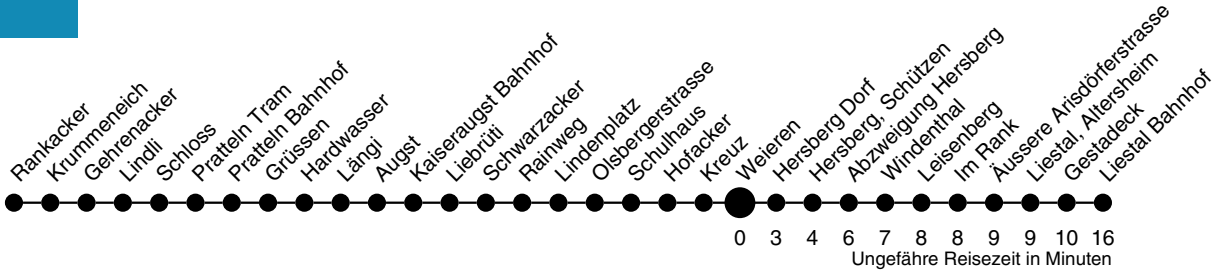 Rankacker
Krummeneich
Gehrenacker
Lindli
Schloss
Pratteln Tram
Pratteln Bahnhof
Grüssen
Hardwasser
Längi
Augst
Kaiseraugst Bahnhof
Liebrüti
Schwarzacker
Rainweg
Lindenplatz
Olsbergerstrasse
Schulhaus
Hofacker
Kreuz
Weieren
Hersberg Dorf
Hersberg, Schützen
Abzweigung Hersberg
Windenthal
Leisenberg
Im Rank
Äussere Arisdörferstrasse
Liestal, Altersheim
Gestadeck
Liestal Bahnhof
0 3 4 6 7 8 8 9 9 10 16
Ungefähre Reisezeit in Minuten